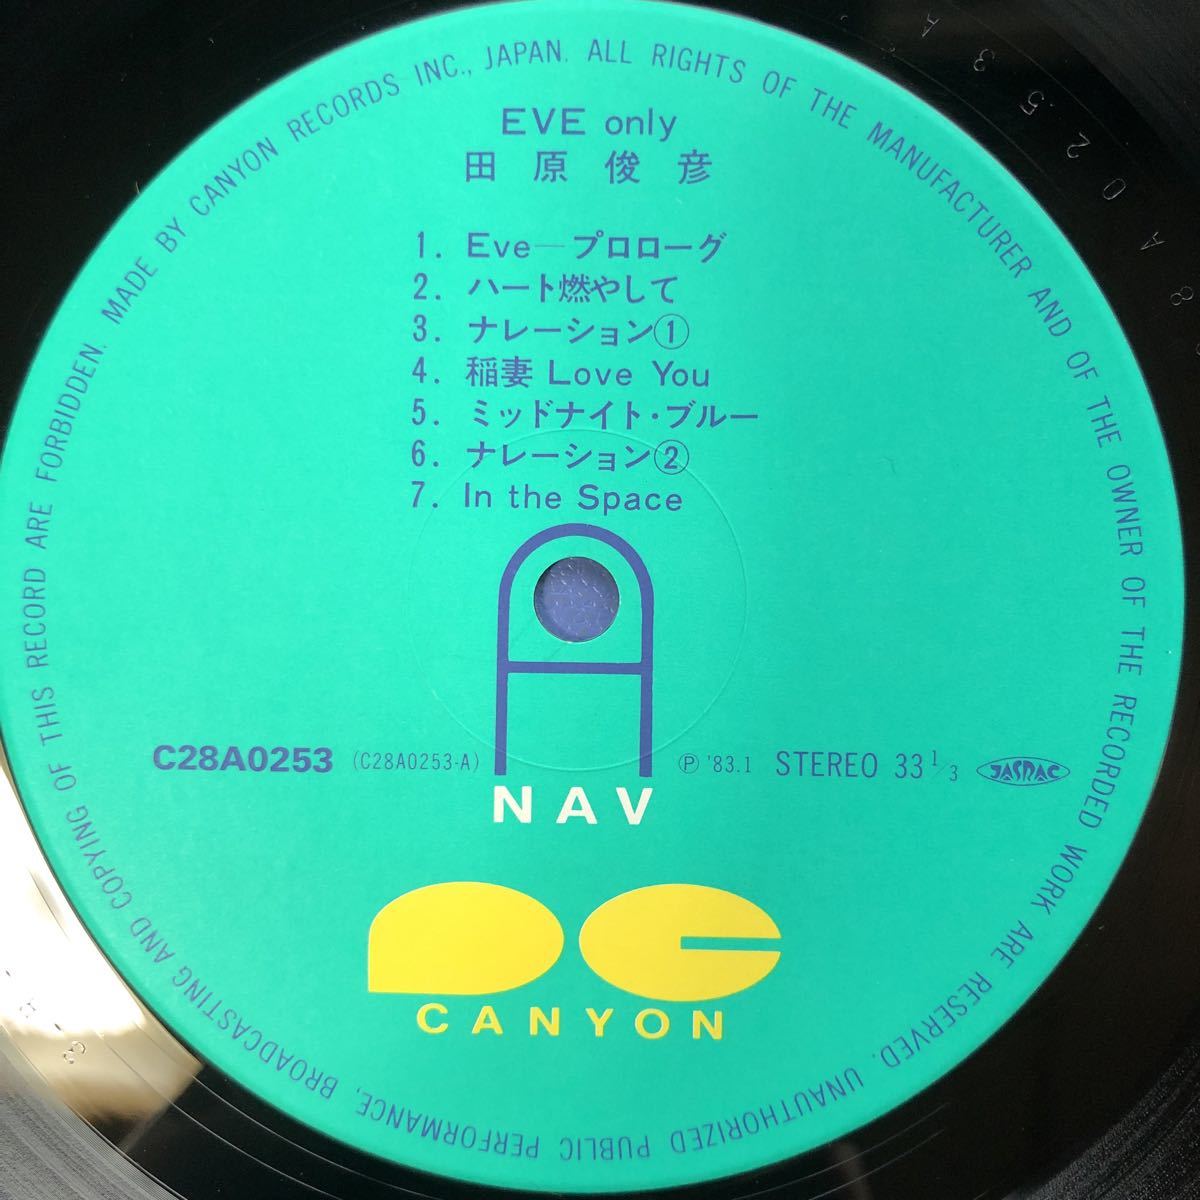 EVE only
田原俊彦
1. Eve―プロローグ
2. ハート燃やして
3. ナレーション①
4. 稲妻 Love You
5. ミッドナイト・ブルー
6. ナレーション②
7. In the Space
C28A0253 (C28A0253-A) Ⓟ '83.1 STEREO 33 1/3 JASRAC
NAV
CANYON
MADE BY CANYON RECORDS INC., JAPAN. ALL RIGHTS OF THE MANUFACTURER AND OF THE OWNER OF THE RECORDED WORK ARE RESERVED. UNAUTHORIZED PUBLIC PERFORMANCE, BROADCASTING AND COPYING OF THIS RECORD ARE FORBIDDEN.